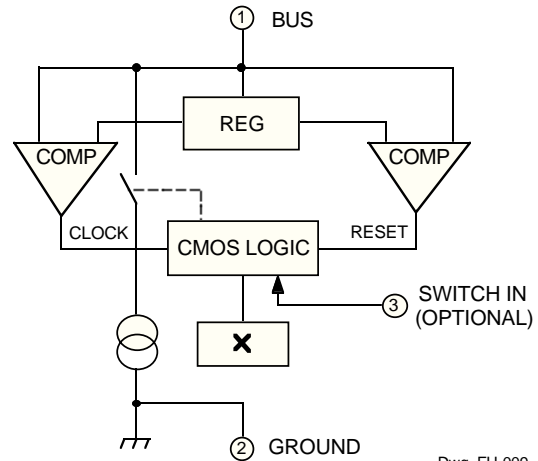 1 BUS
REG
COMP
COMP
CLOCK
CMOS LOGIC
RESET
3 SWITCH IN
(OPTIONAL)
X
2 GROUND